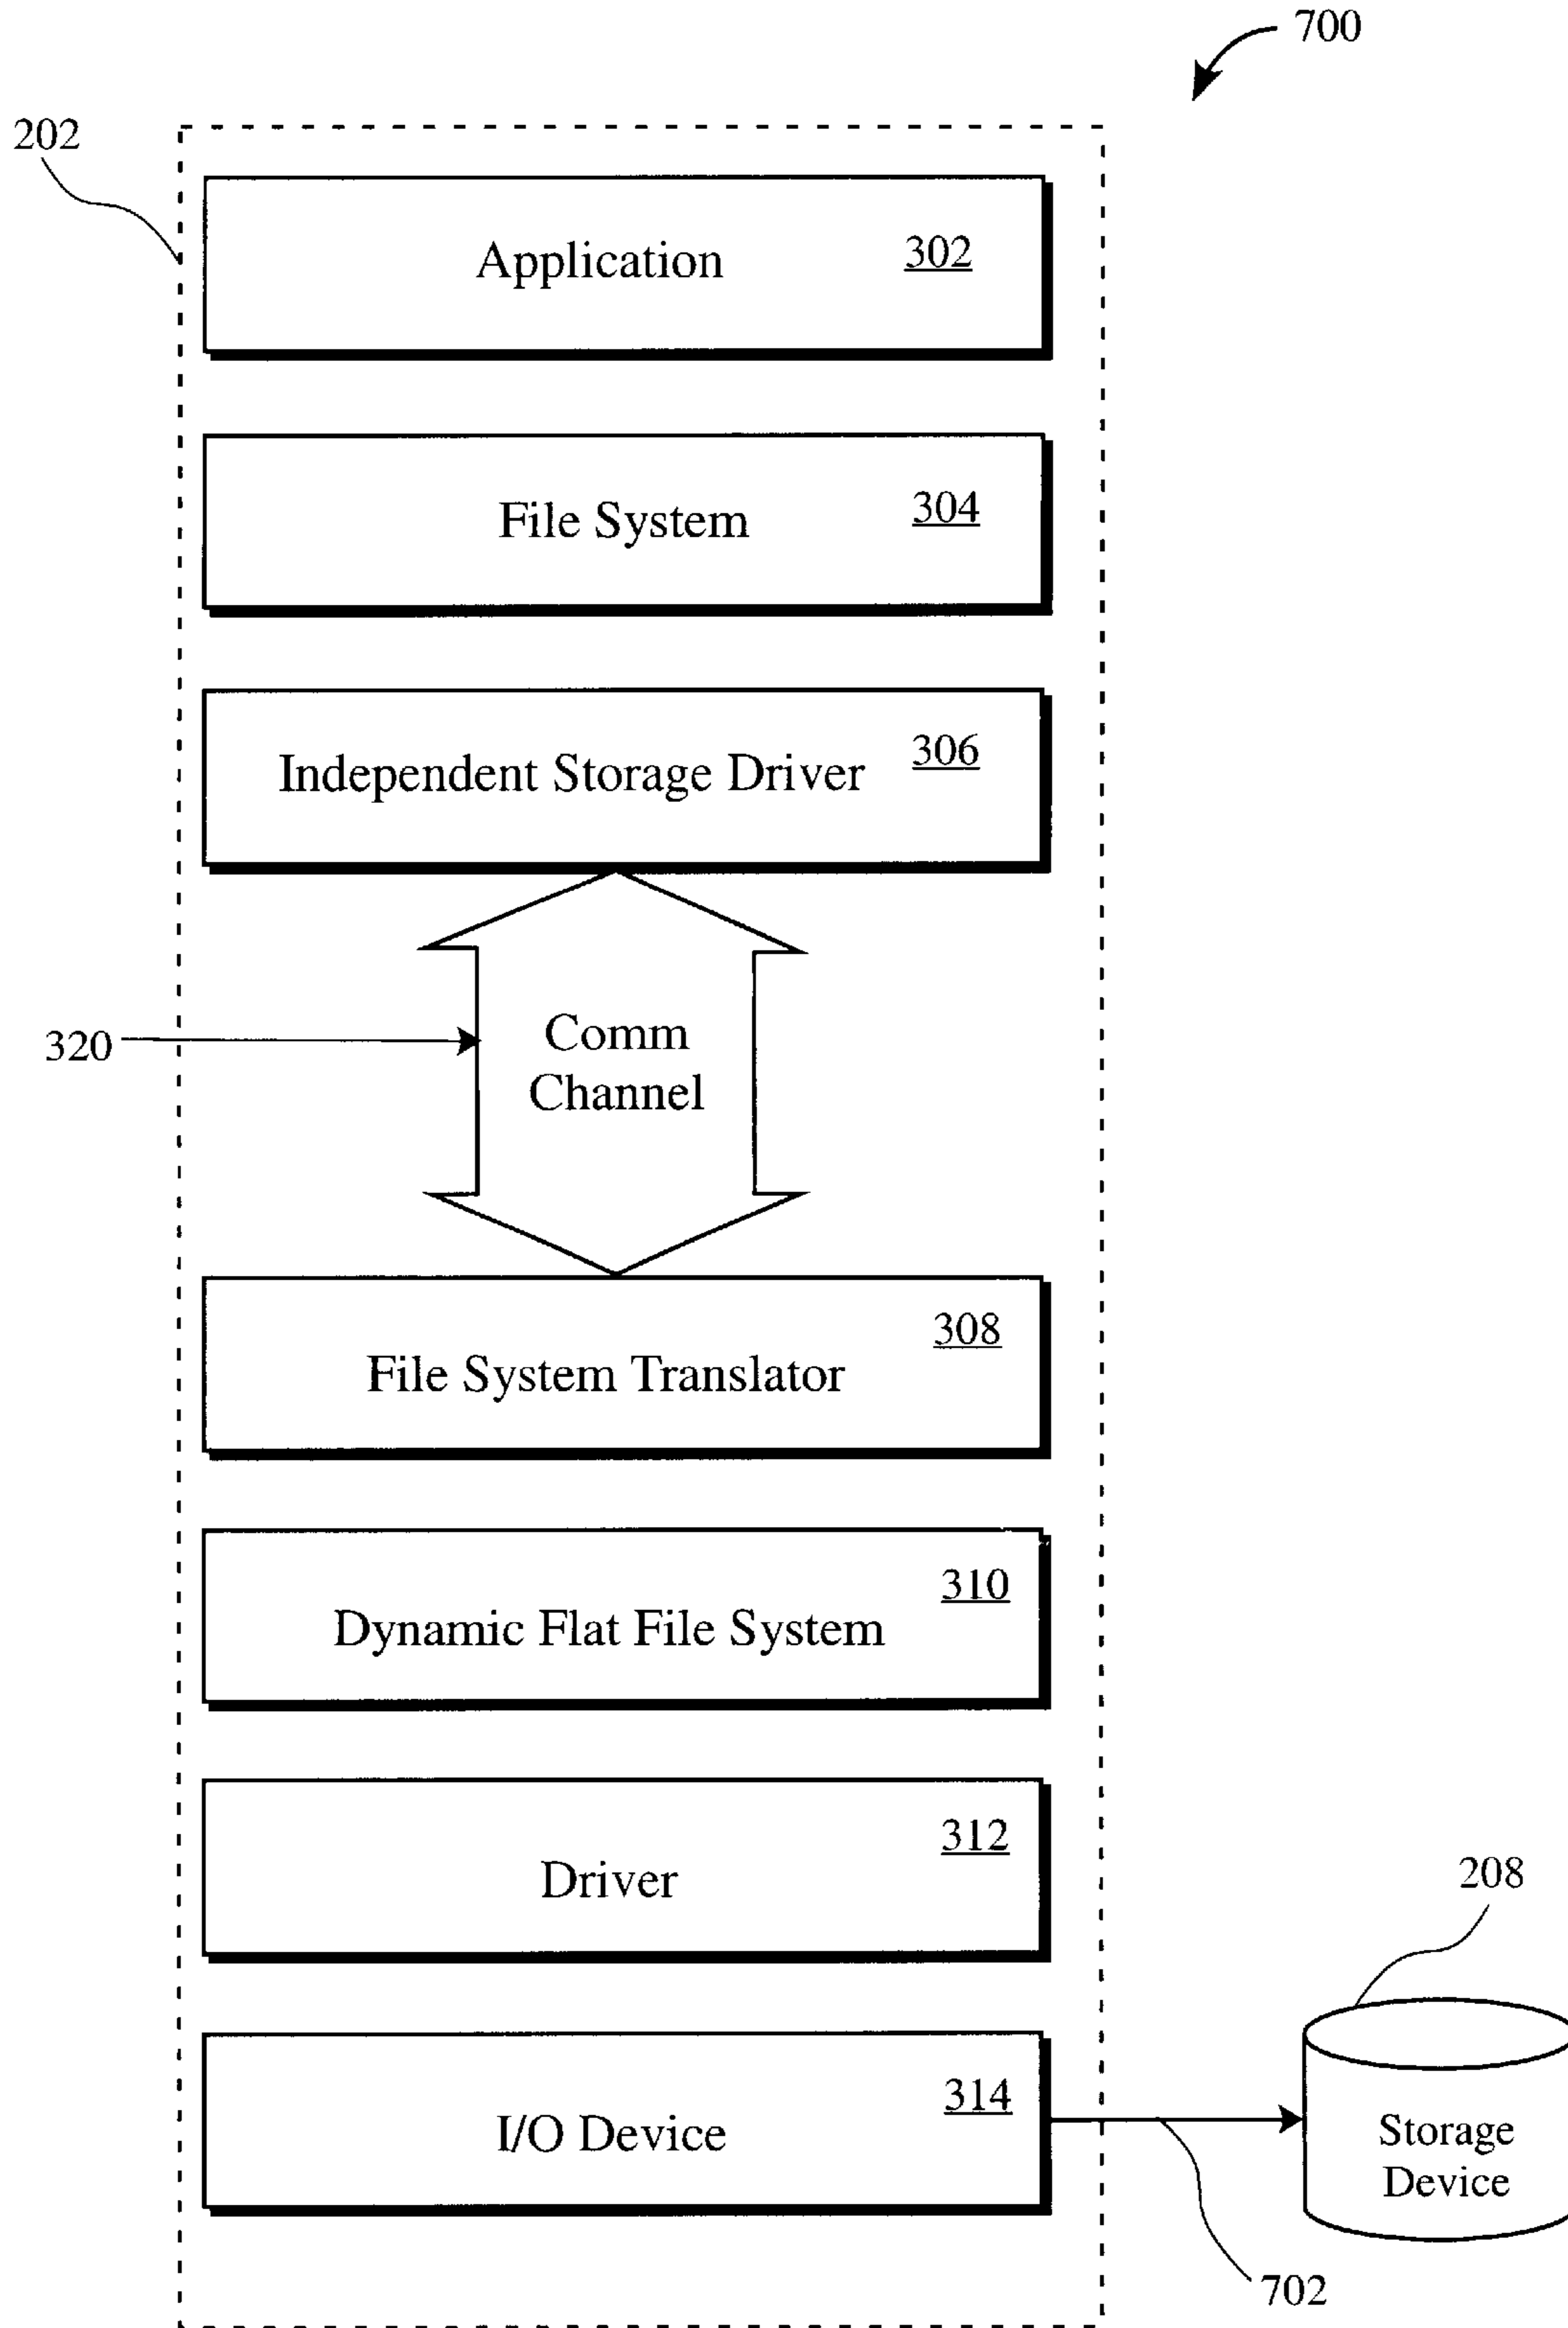 700
202
Application 302
File System 304
Independent Storage Driver 306
320
Comm
Channel
308
File System Translator
310
Dynamic Flat File System
312
Driver
208
314
I/O Device
Storage
Device
702